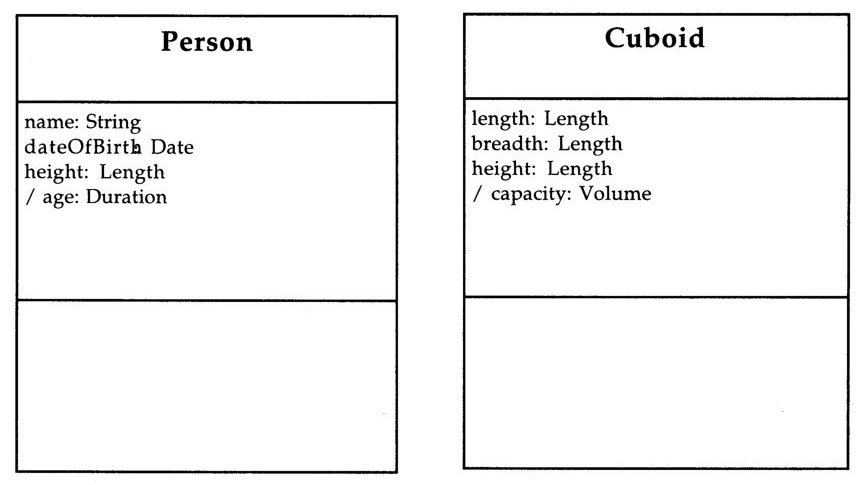 Person
name: String
dateOfBirth Date
height: Length
/ age: Duration
Cuboid
length: Length
breadth: Length
height: Length
/ capacity: Volume